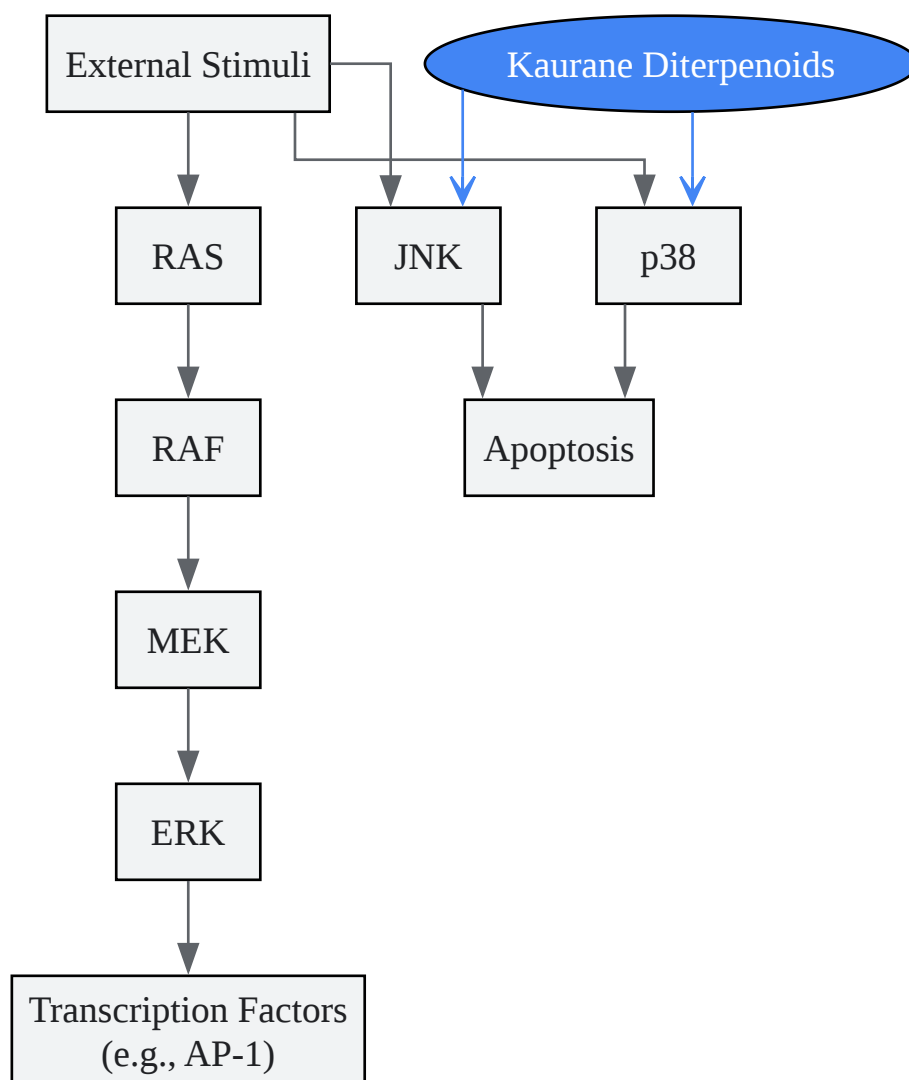 External Stimuli
Kaurane Diterpenoids
RAS
JNK
p38
RAF
Apoptosis
MEK
ERK
Transcription Factors
(e.g., AP-1)